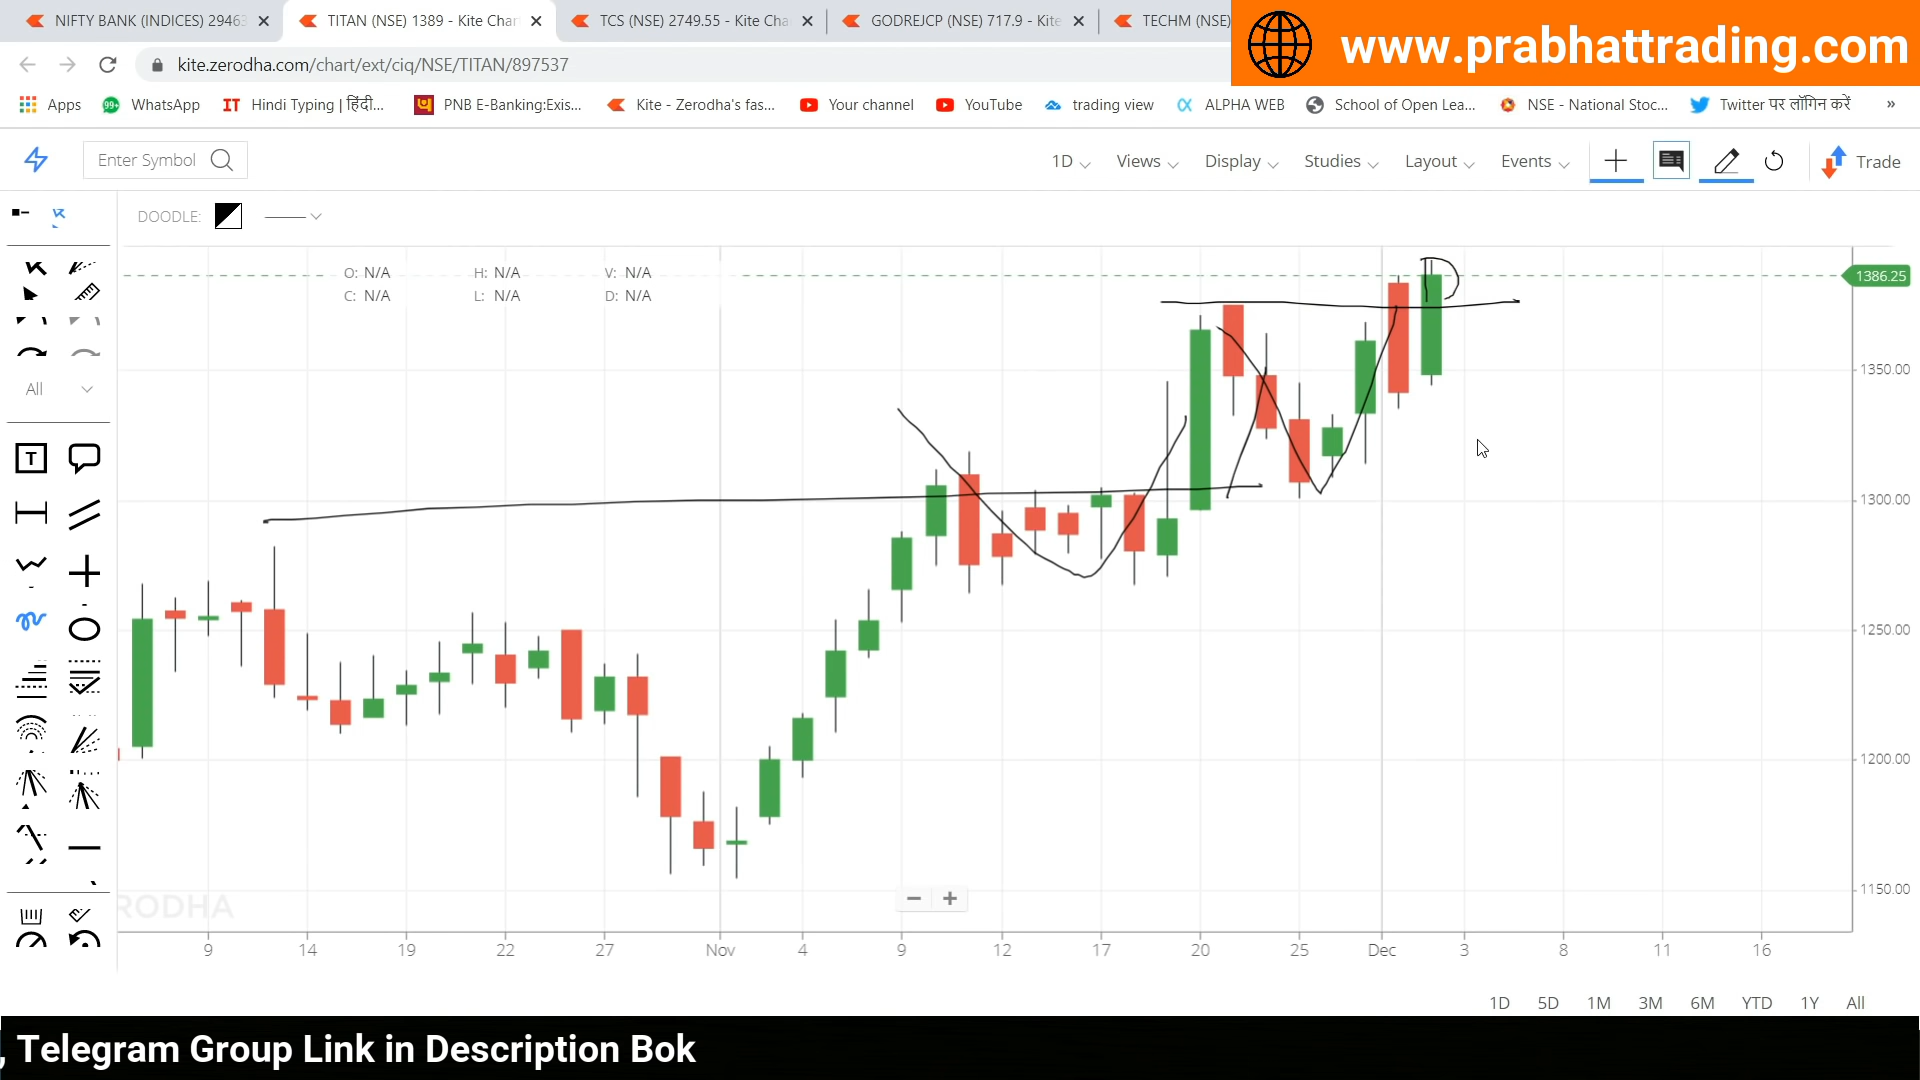 NIFTY BANK (INDICES) 29463
TITAN (NSE) 1389 - Kite Char
TCS (NSE) 2749.55 - Kite Cha
GODREJCP (NSE) 717.9 - Kite
TECHM (NSE)
www.prabhattrading.com
kite.zerodha.com/chart/ext/ciq/NSE/TITAN/897537
Apps
99+ WhatsApp
IT Hindi Typing | हिंदी...
PNB E-Banking:Exis...
Kite - Zerodha's fas...
Your channel
YouTube
trading view
ALPHA WEB
School of Open Lea...
NSE - National Stoc...
Twitter पर लॉगिन करें
»
Enter Symbol
1D
Views
Display
Studies
Layout
Events
Trade
DOODLE:
O: N/A H: N/A V: N/A
C: N/A L: N/A D: N/A
1386.25
All
T
1350.00
1300.00
1250.00
1200.00
1150.00
RODHA
9 14 19 22 27 Nov 4 9 12 17 20 25 Dec 3 8 11 16
1D 5D 1M 3M 6M YTD 1Y All
, Telegram Group Link in Description Bok